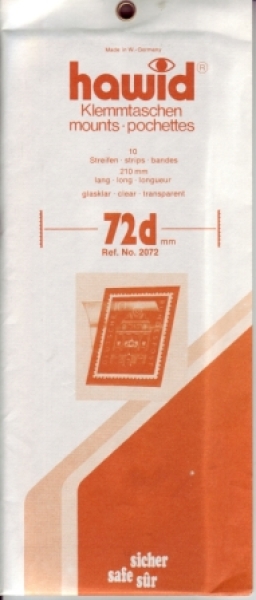 Made in W.-Germany
hawid®
Klemmtaschen
mounts · pochettes
10
Streifen · strips · bandes
210 mm
lang · long · longueur
glasklar · clear · transparent
72d mm
Ref. No. 2072
sicher
safe
sûr